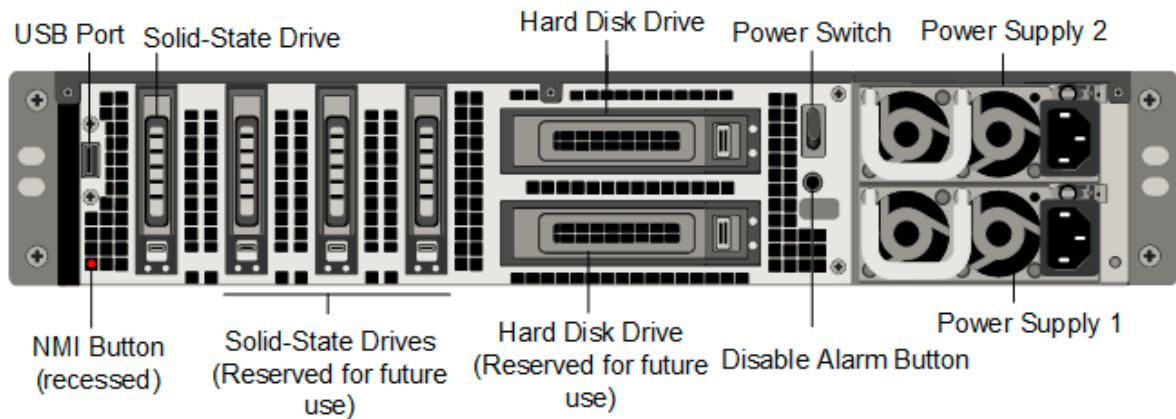 USB Port
Solid-State Drive
Hard Disk Drive
Power Switch
Power Supply 2
NMI Button
(recessed)
Solid-State Drives
(Reserved for future
use)
Hard Disk Drive
(Reserved for future
use)
Disable Alarm Button
Power Supply 1